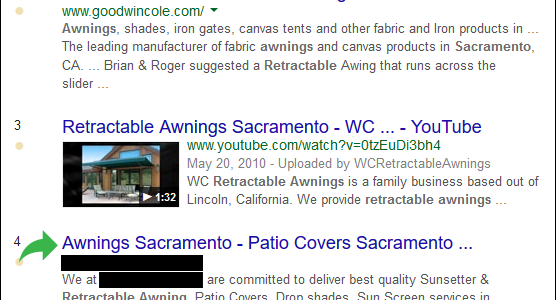 www.goodwincole.com/
Awnings, shades, iron gates, canvas tents and other fabric and Iron products in ...
The leading manufacturer of fabric awnings and canvas products in Sacramento,
CA. ... Brian & Roger suggested a Retractable Awing that runs across the
slider ...
3
Retractable Awnings Sacramento - WC ... - YouTube
www.youtube.com/watch?v=0tzEuDi3bh4
May 20, 2010 - Uploaded by WCRetractableAwnings
WC Retractable Awnings is a family business based out of
Lincoln, California. We provide retractable awnings ...
1:32
4
Awnings Sacramento - Patio Covers Sacramento ...
We at are committed to deliver best quality Sunsetter &
Retractable Awning, Patio Covers, Drop shades, Sun Screen services in